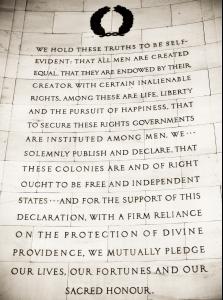 WE HOLD THESE TRUTHS TO BE SELF-
EVIDENT: THAT ALL MEN ARE CREATED
EQUAL, THAT THEY ARE ENDOWED BY THEIR
CREATOR WITH CERTAIN INALIENABLE
RIGHTS, AMONG THESE ARE LIFE, LIBERTY
AND THE PURSUIT OF HAPPINESS, THAT
TO SECURE THESE RIGHTS GOVERNMENTS
ARE INSTITUTED AMONG MEN. WE···
SOLEMNLY PUBLISH AND DECLARE, THAT
THESE COLONIES ARE AND OF RIGHT
OUGHT TO BE FREE AND INDEPENDENT
STATES···AND FOR THE SUPPORT OF THIS
DECLARATION, WITH A FIRM RELIANCE
ON THE PROTECTION OF DIVINE
PROVIDENCE, WE MUTUALLY PLEDGE
OUR LIVES, OUR FORTUNES AND OUR
SACRED HONOUR.